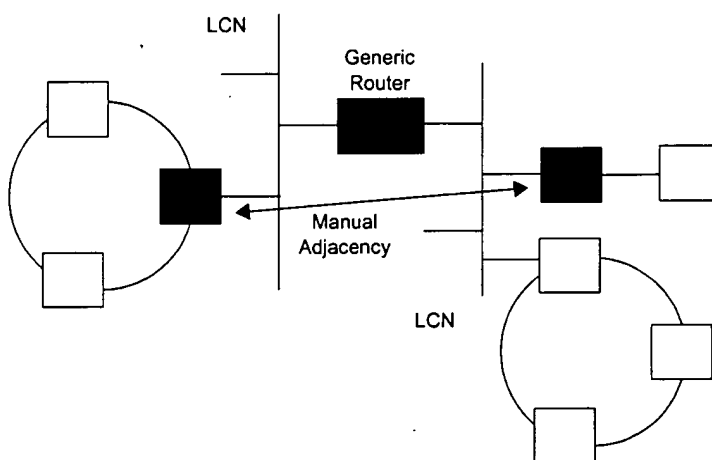 LCN
Generic
Router
Manual
Adjacency
LCN